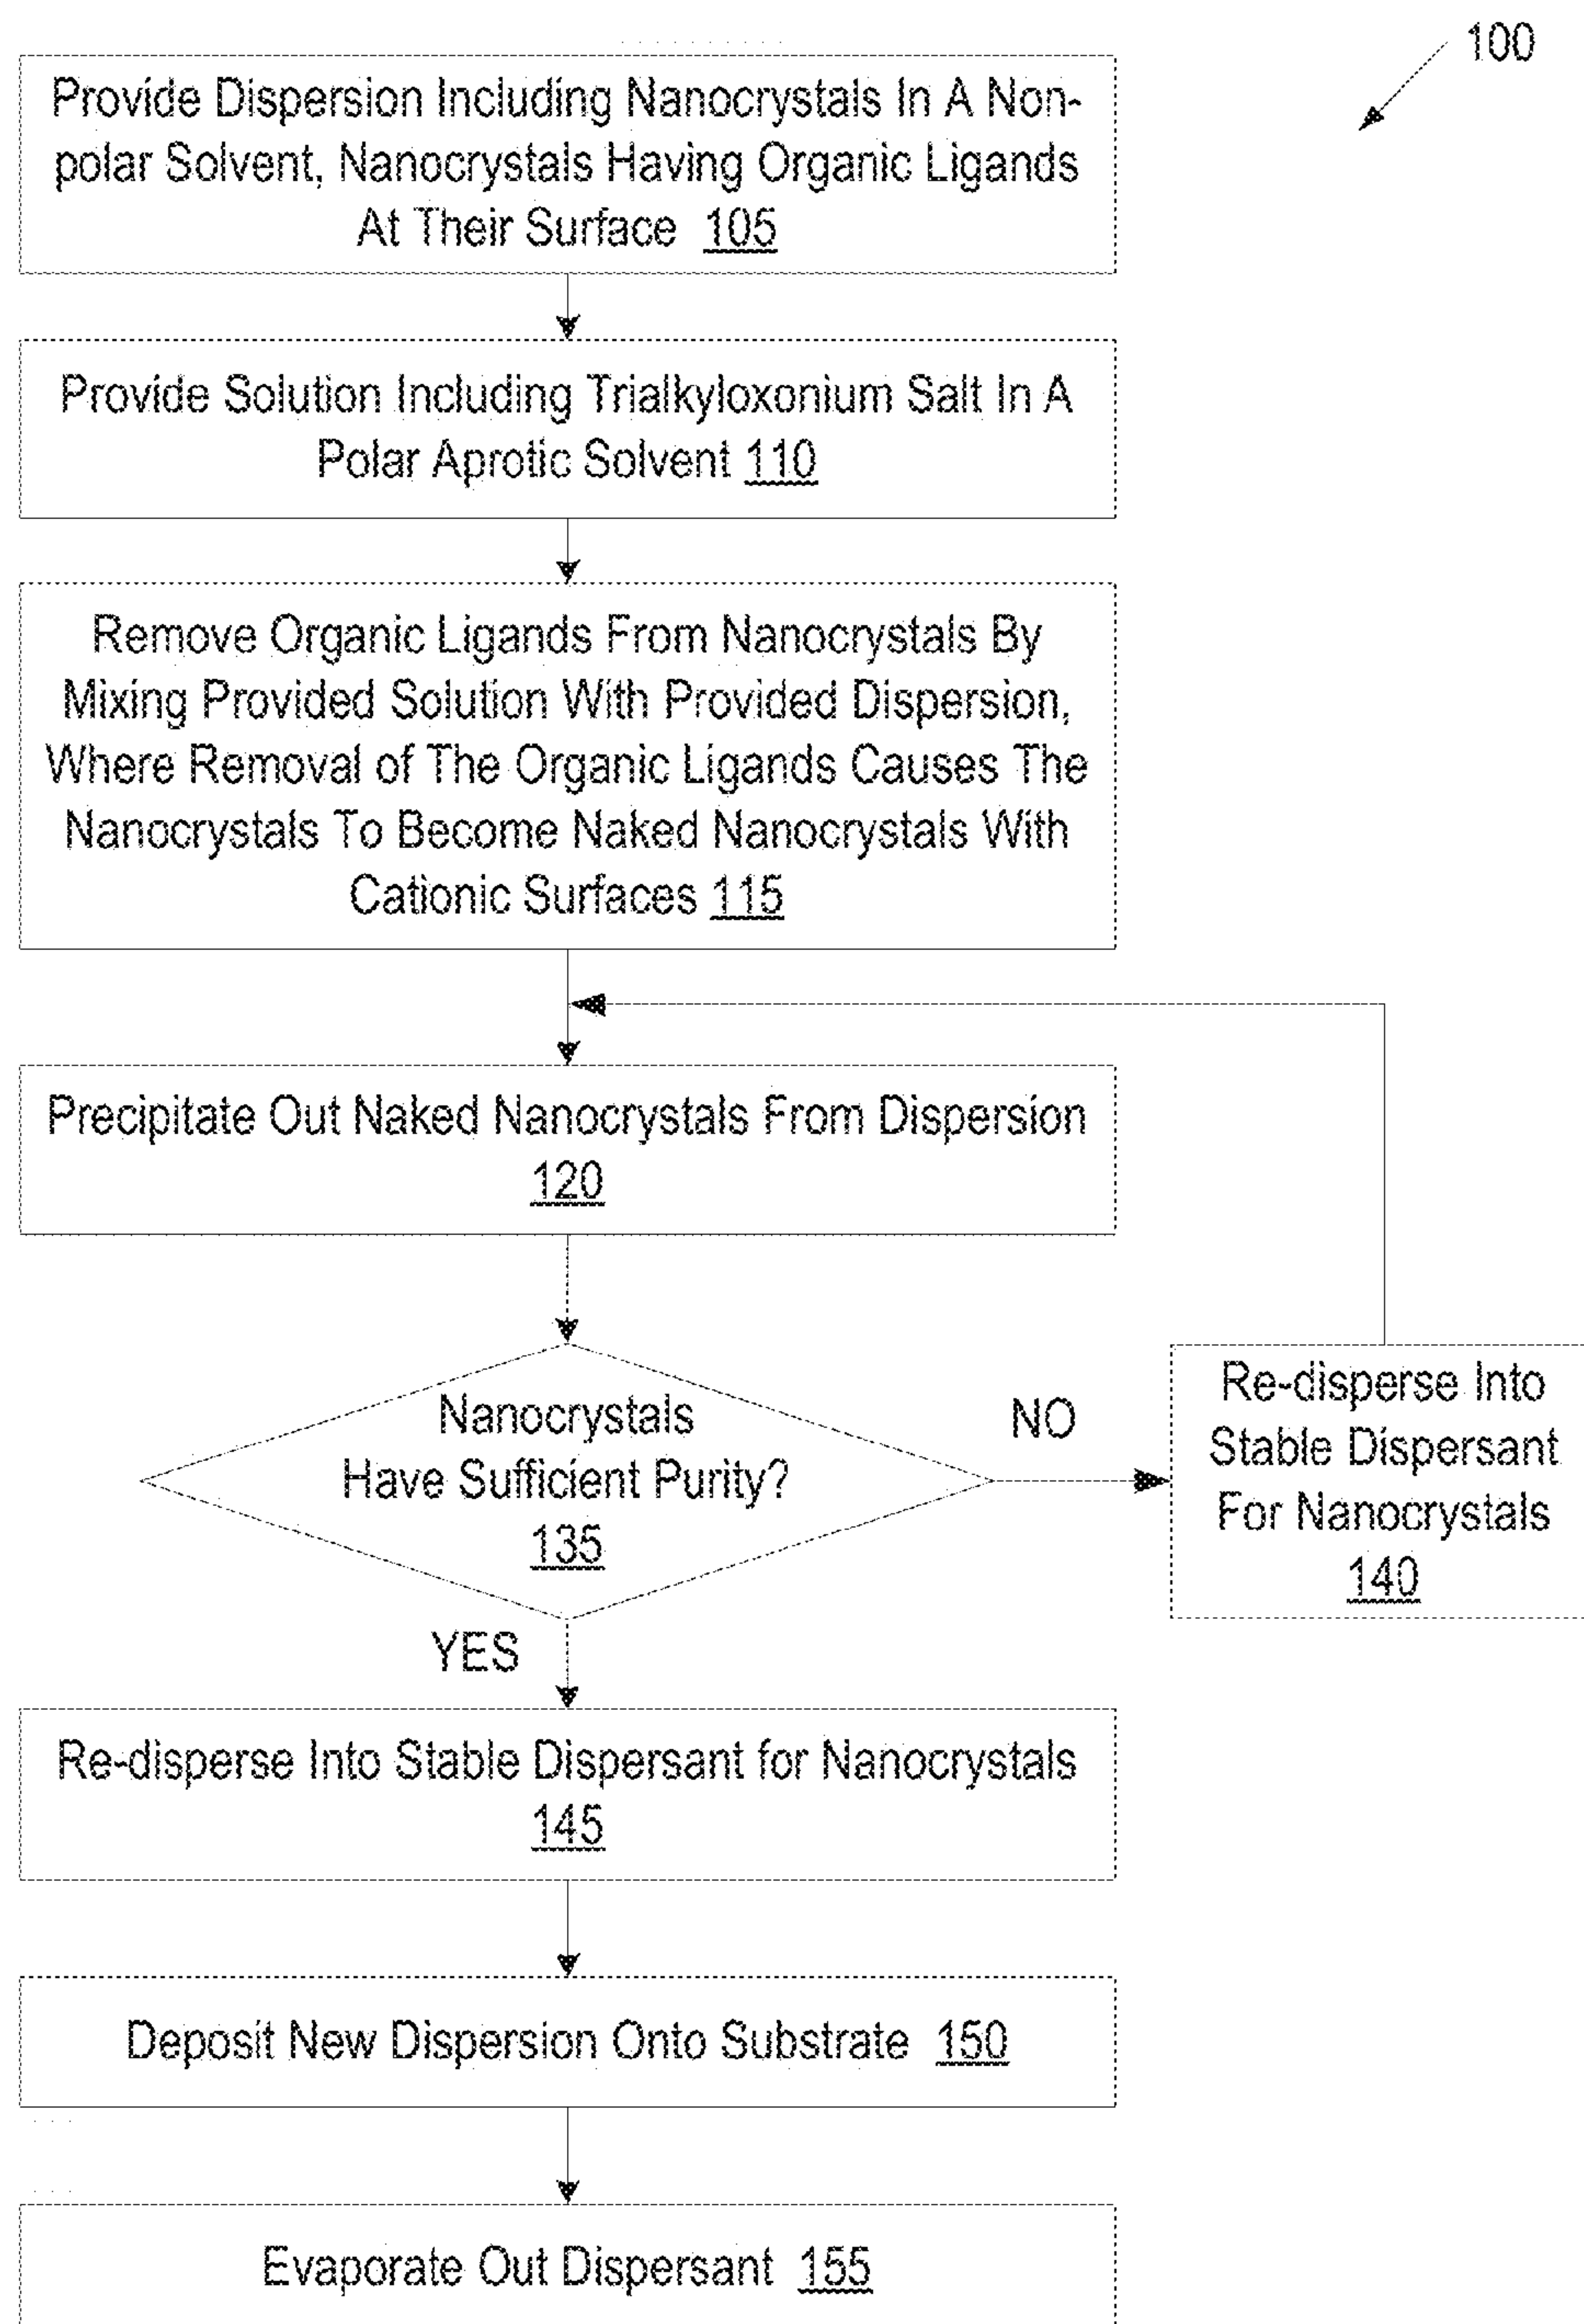 100
Provide Dispersion Including Nanocrystals In A Non-
polar Solvent, Nanocrystals Having Organic Ligands
At Their Surface 105
Provide Solution Including Trialkyloxonium Salt In A
Polar Aprotic Solvent 110
Remove Organic Ligands From Nanocrystals By
Mixing Provided Solution With Provided Dispersion,
Where Removal of The Organic Ligands Causes The
Nanocrystals To Become Naked Nanocrystals With
Cationic Surfaces 115
Precipitate Out Naked Nanocrystals From Dispersion
120
Nanocrystals
Have Sufficient Purity?
135
NO
Re-disperse Into
Stable Dispersant
For Nanocrystals
140
YES
Re-disperse Into Stable Dispersant for Nanocrystals
145
Deposit New Dispersion Onto Substrate 150
Evaporate Out Dispersant 155